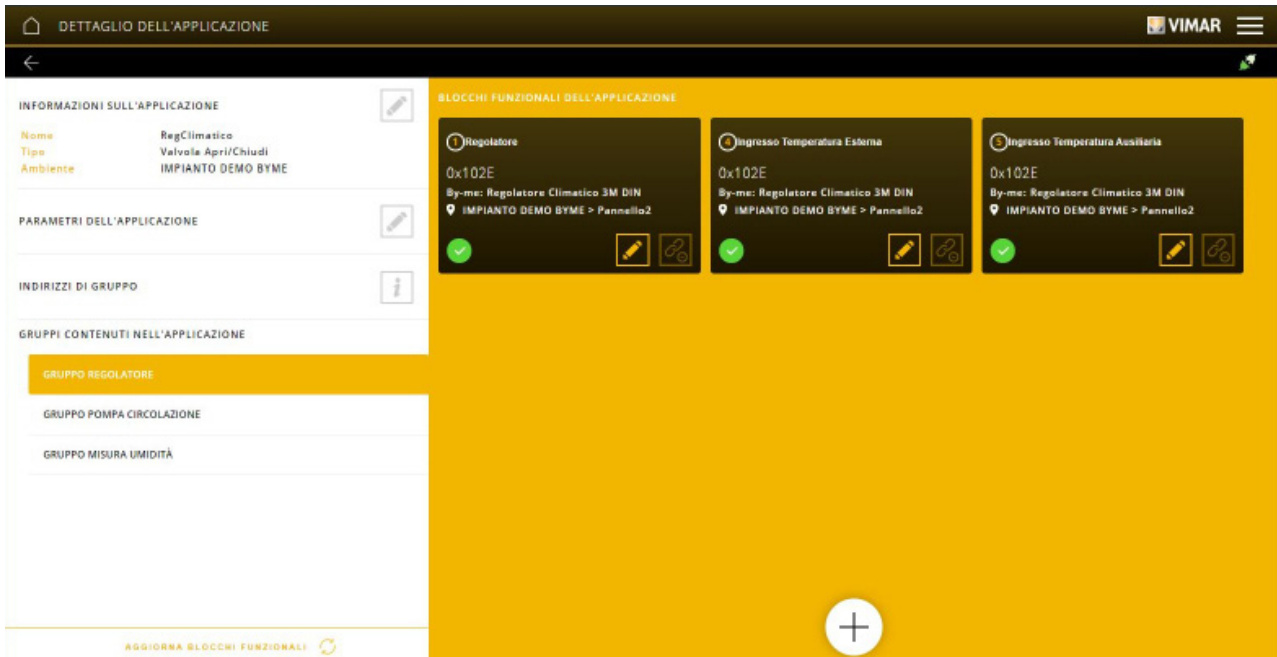 DETTAGLIO DELL'APPLICAZIONE
VIMAR
INFORMAZIONI SULL'APPLICAZIONE
Nome RegClimatico
Tipo Valvola Apri/Chiudi
Ambiente IMPIANTO DEMO BYME
PARAMETRI DELL'APPLICAZIONE
INDIRIZZI DI GRUPPO
GRUPPI CONTENUTI NELL'APPLICAZIONE
GRUPPO REGOLATORE
GRUPPO POMPA CIRCOLAZIONE
GRUPPO MISURA UMIDITÀ
AGGIORNA BLOCCHI FUNZIONALI
BLOCCHI FUNZIONALI DELL'APPLICAZIONE
1 Regolatore
0x102E
By-me: Regolatore Climatico 3M DIN
IMPIANTO DEMO BYME > Pannello2
4 Ingresso Temperatura Esterna
0x102E
By-me: Regolatore Climatico 3M DIN
IMPIANTO DEMO BYME > Pannello2
5 Ingresso Temperatura Ausiliaria
0x102E
By-me: Regolatore Climatico 3M DIN
IMPIANTO DEMO BYME > Pannello2